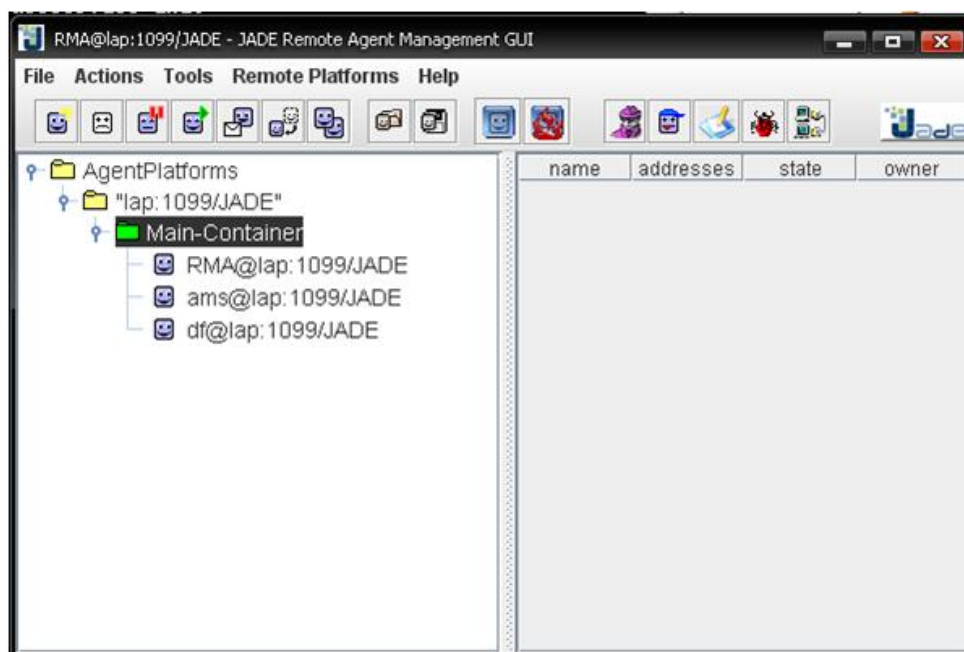 RMA@lap:1099/JADE - JADE Remote Agent Management GUI
File Actions Tools Remote Platforms Help
Jade
AgentPlatforms
name addresses state owner
"lap:1099/JADE"
Main-Container
RMA@lap:1099/JADE
ams@lap:1099/JADE
df@lap:1099/JADE